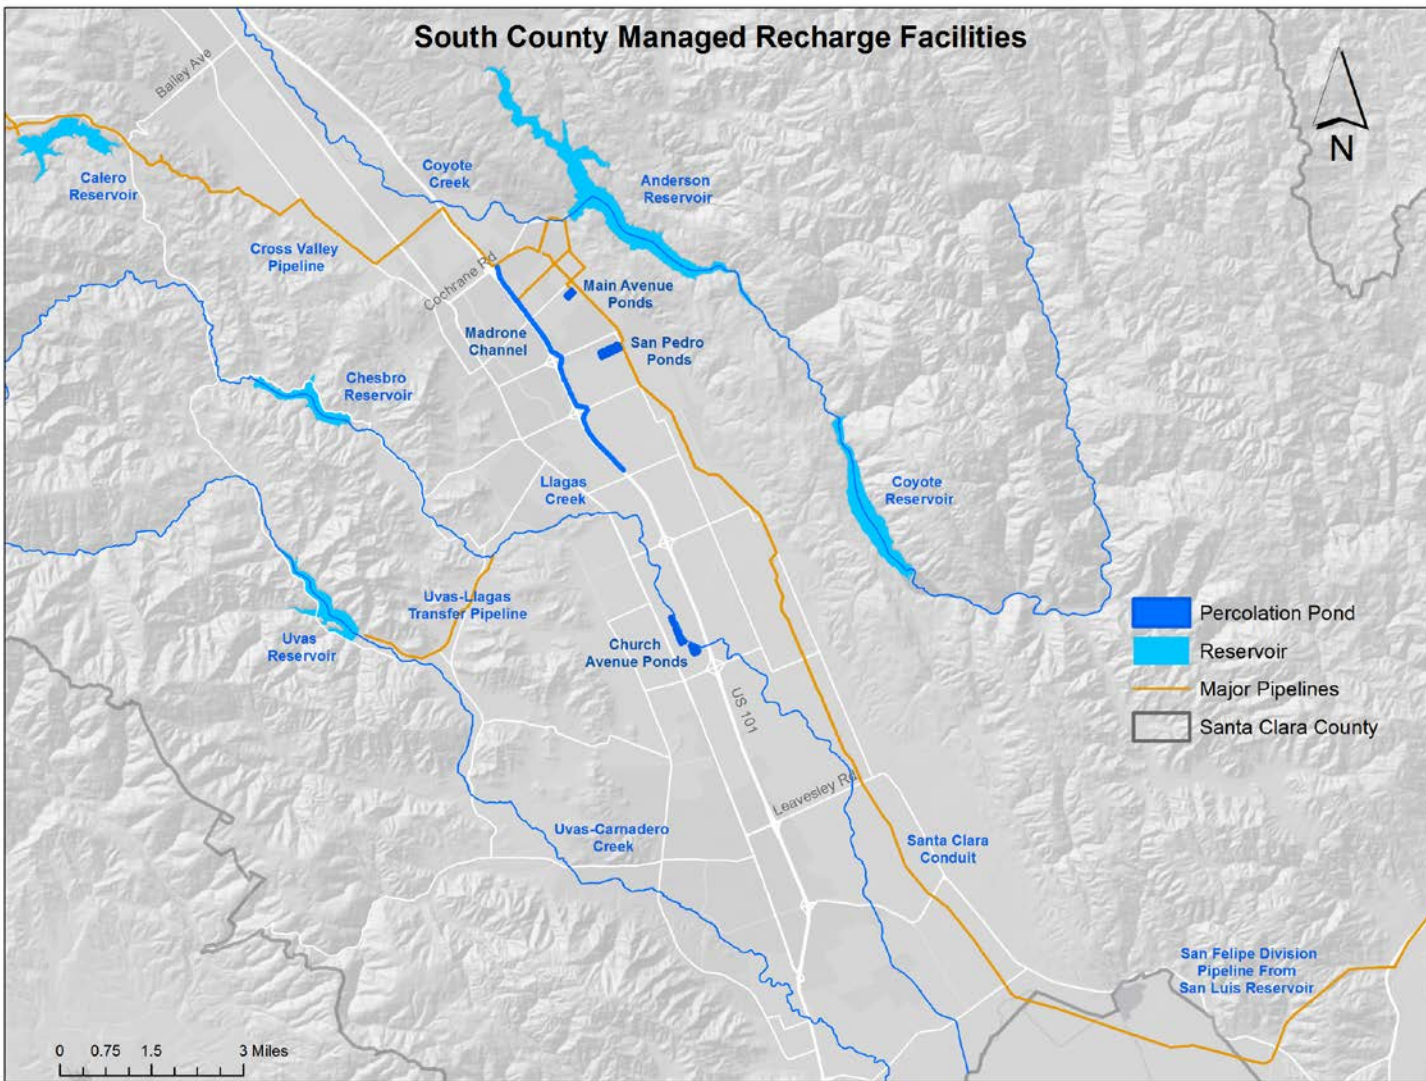 South County Managed Recharge Facilities
Bailey Ave
N
Coyote
Creek
Anderson
Reservoir
Calero
Reservoir
Cross Valley
Pipeline
Cochrane Rd
Main Avenue
Ponds
Madrone
Channel
San Pedro
Ponds
Chesbro
Reservoir
Llagas
Creek
Coyote
Reservoir
Uvas-Llagas
Transfer Pipeline
Uvas
Reservoir
Church
Avenue Ponds
US 101
Percolation Pond
Reservoir
Major Pipelines
Santa Clara County
Leavesley Rd
Uvas-Carnadero
Creek
Santa Clara
Conduit
San Felipe Division
Pipeline From
San Luis Reservoir
0 0.75 1.5 3 Miles